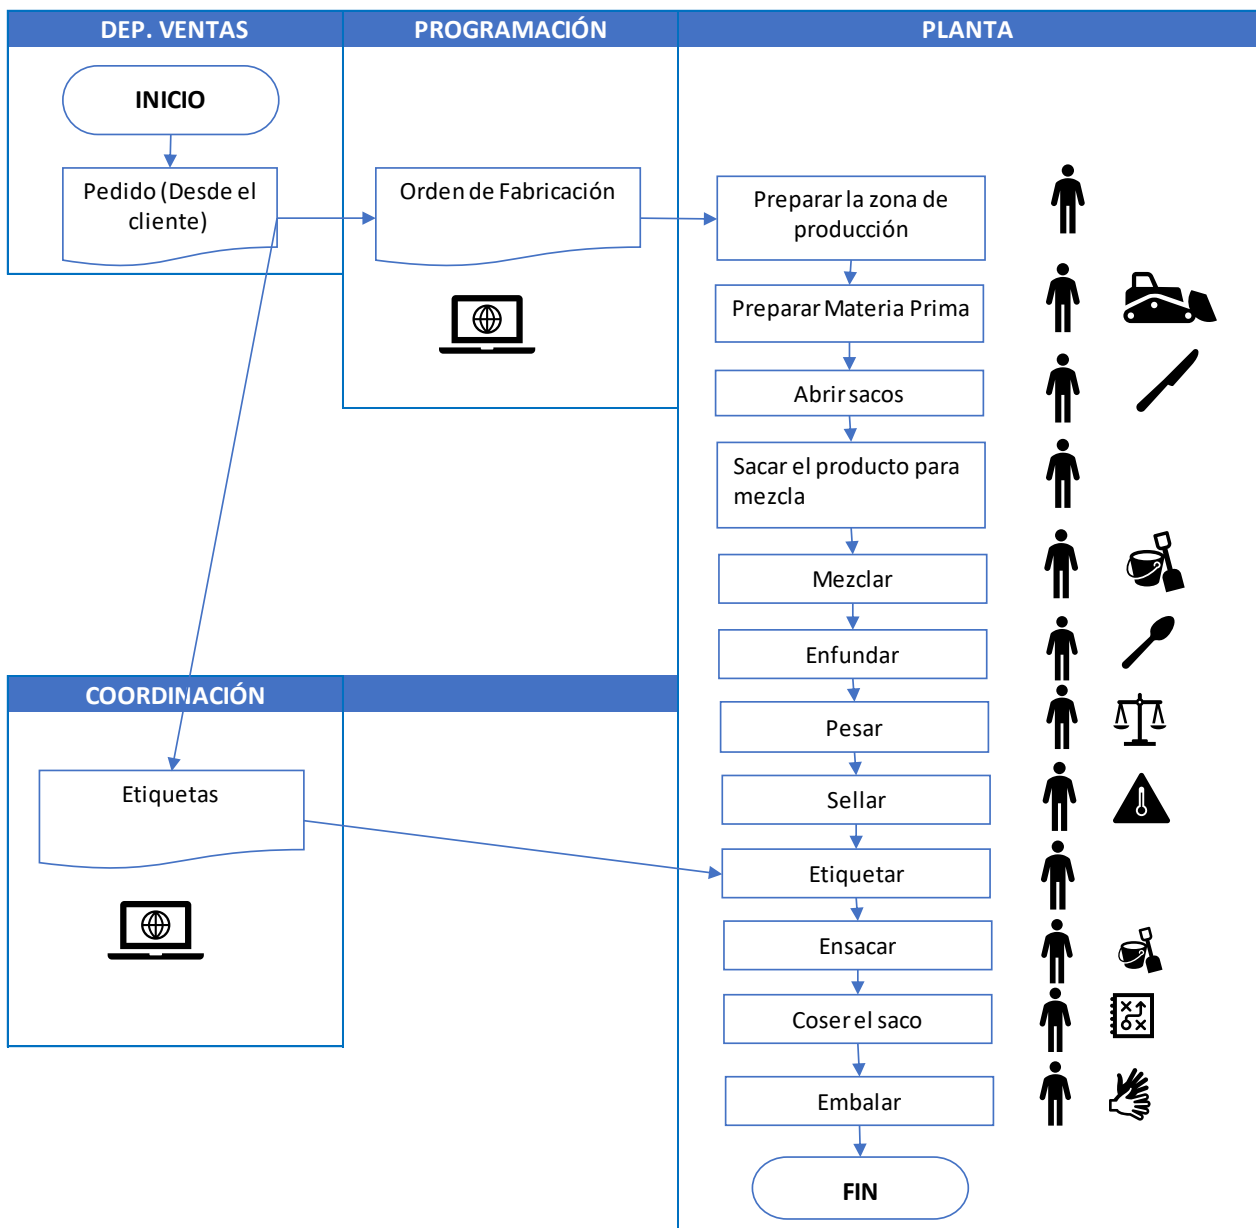 DEP. VENTAS
PROGRAMACIÓN
PLANTA
INICIO
Pedido (Desde el
cliente)
Orden de Fabricación
Preparar la zona de
producción
Preparar Materia Prima
Abrir sacos
Sacar el producto para
mezcla
Mezclar
Enfundar
COORDINACIÓN
Pesar
Etiquetas
Sellar
Etiquetar
Ensacar
Coser el saco
Embalar
FIN